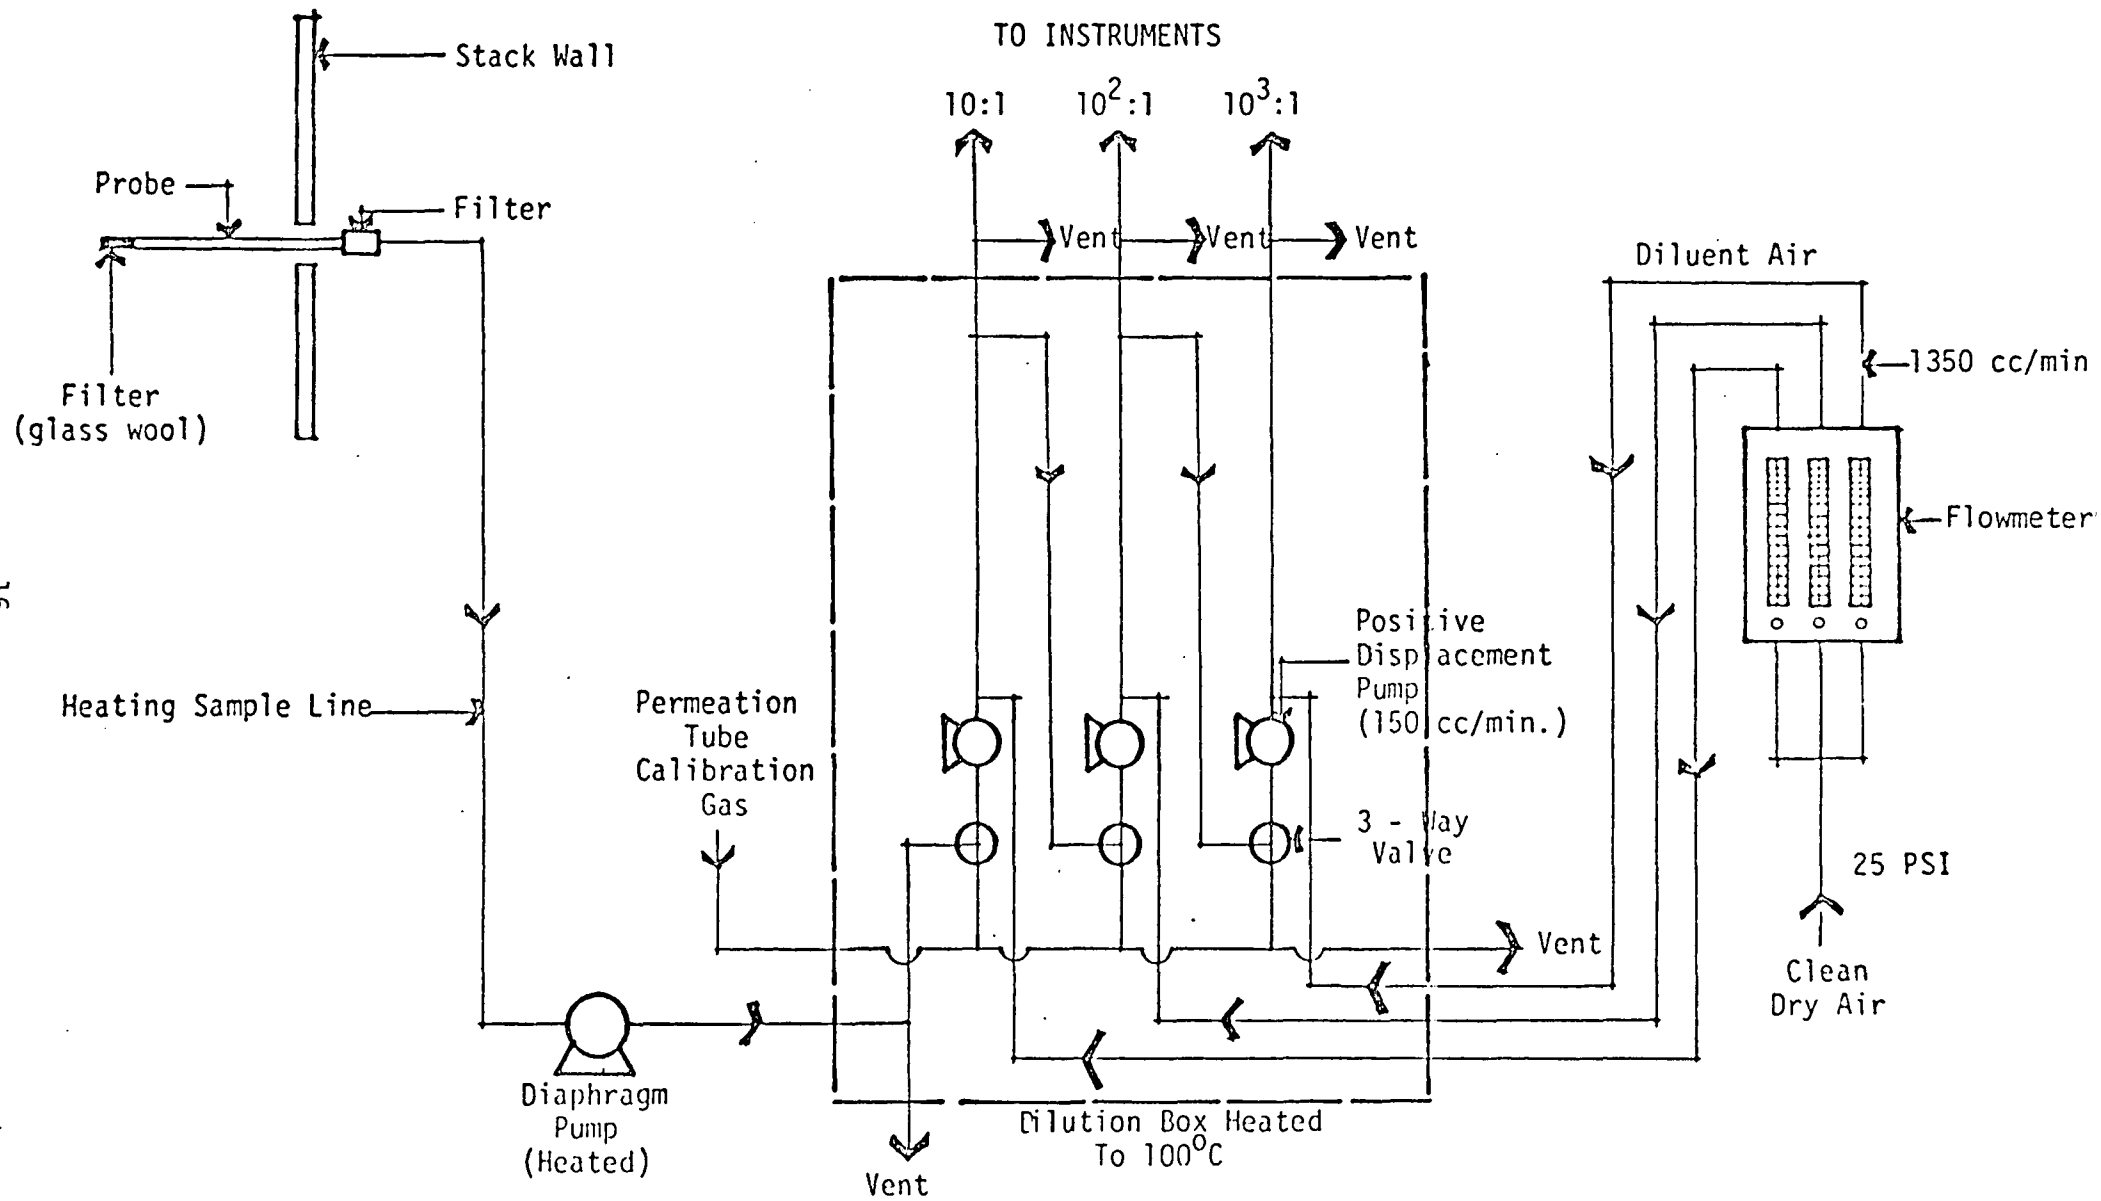 TO INSTRUMENTS
10:1
10²:1
10³:1
Stack Wall
Probe
Filter
Filter
(glass wool)
Vent
Vent
Vent
Diluent Air
1350 cc/min
Flowmeter
Heating Sample Line
Permeation
Tube
Calibration
Gas
Positive
Displacement
Pump
(150 cc/min.)
3 - Way
Valve
25 PSI
Vent
Clean
Dry Air
Diaphragm
Pump
(Heated)
Dilution Box Heated
To 100°C
Vent